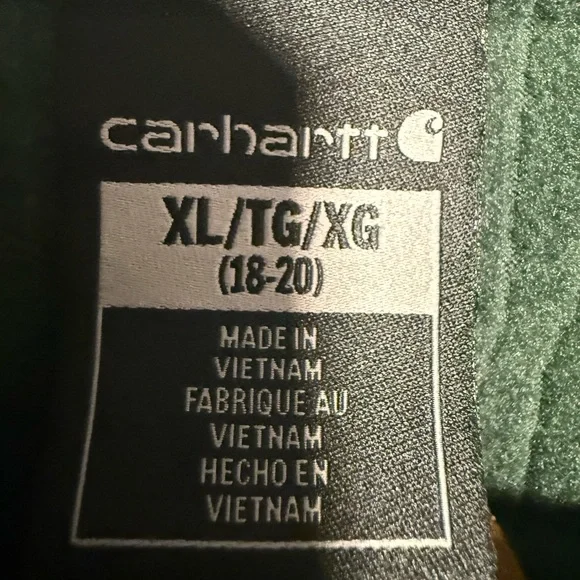 carhartt
XL/TG/XG
(18-20)
MADE IN
VIETNAM
FABRIQUE AU
VIETNAM
HECHO EN
VIETNAM